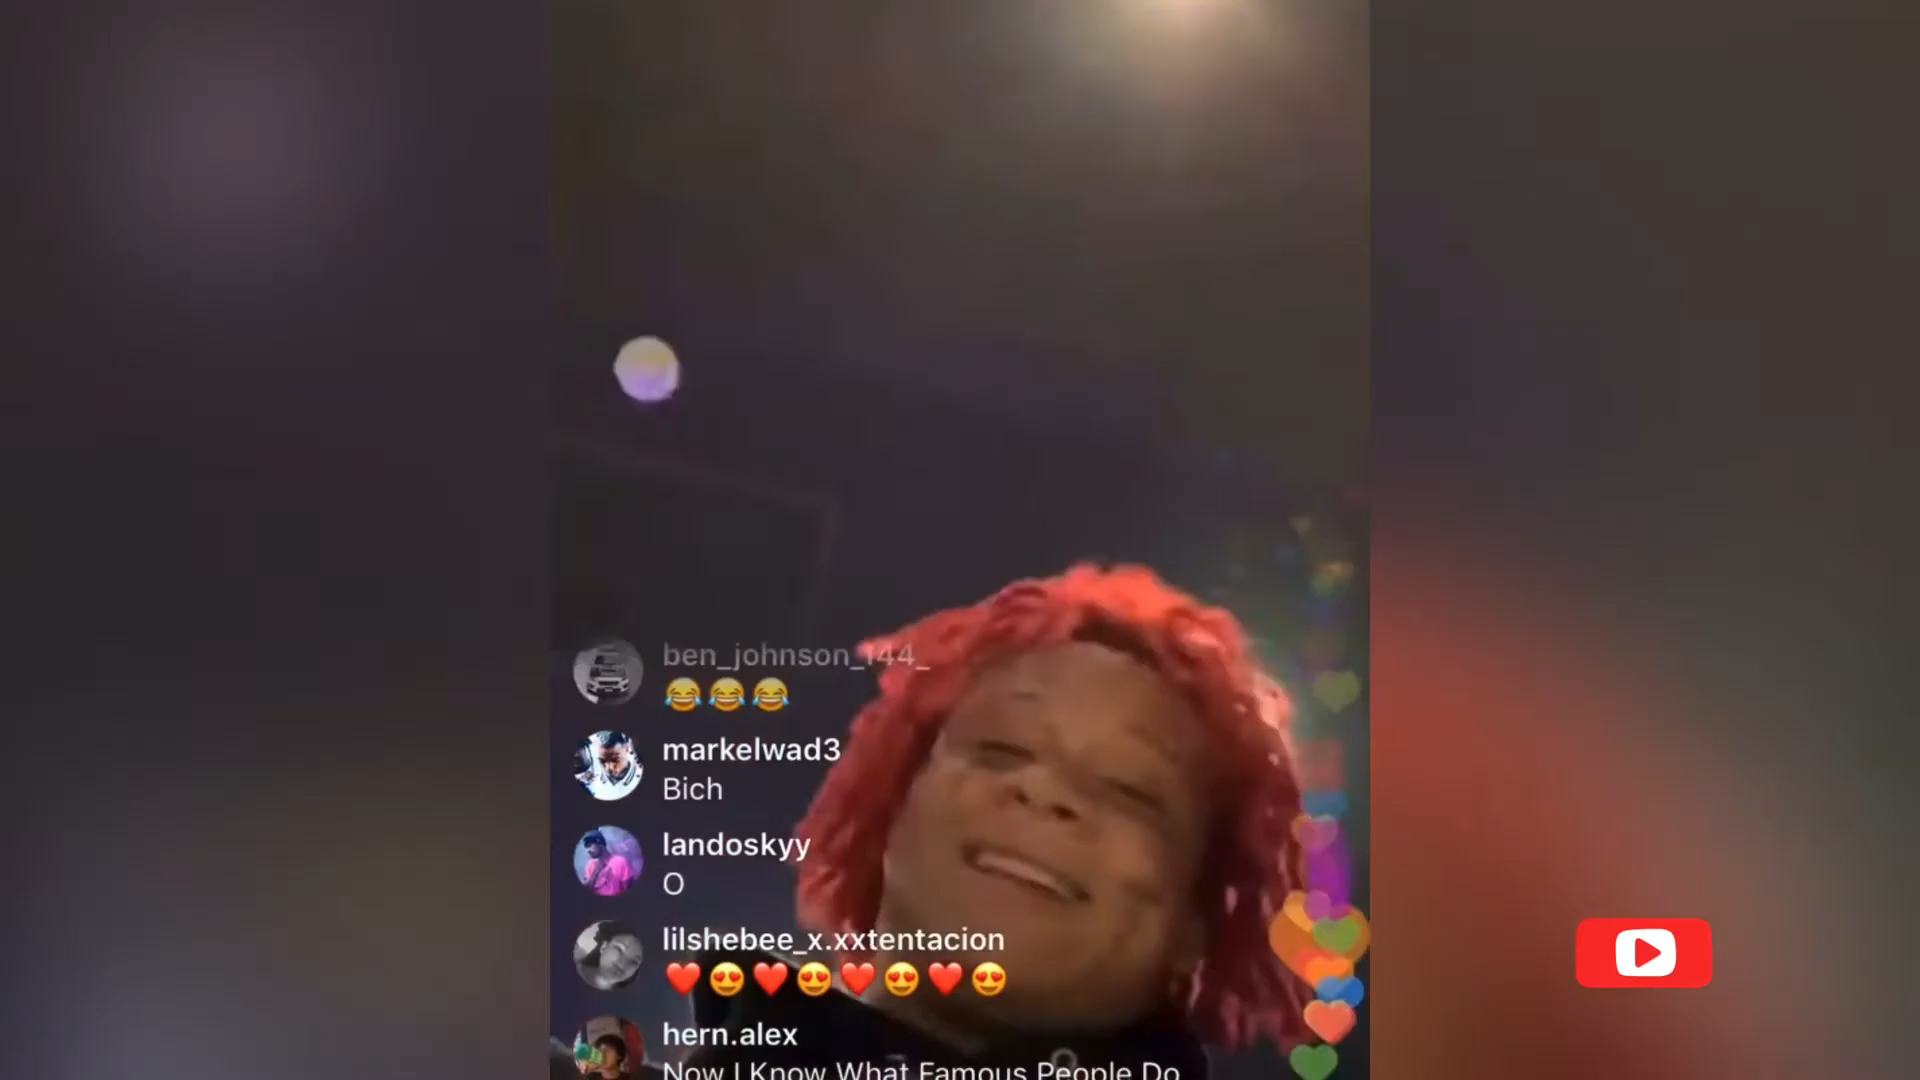 ben_johnson_144_
😂😂😂
markelwad3
Bich
landoskyy
O
lilshebee_x.xxtentacion
❤️😍❤️😍❤️😍❤️😍
hern.alex
Now I Know What Famous People Do